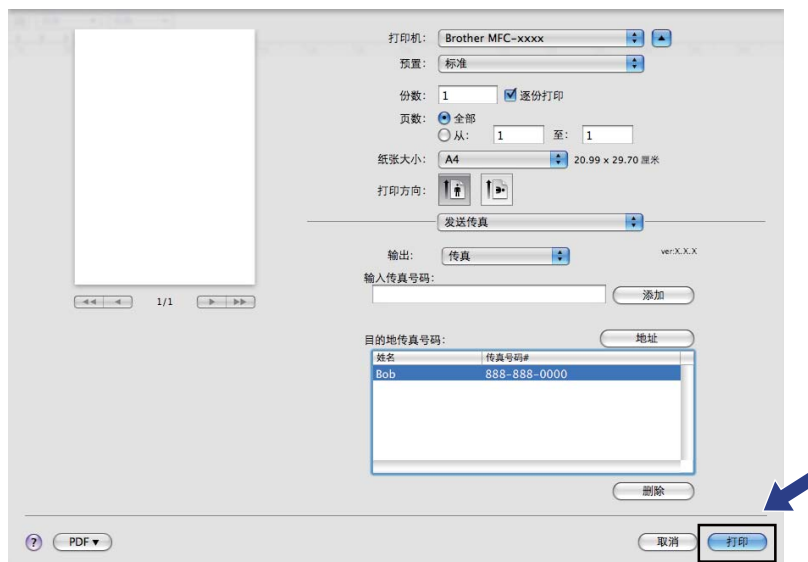 打印机: Brother MFC-xxxx
预置: 标准
份数: 1 逐份打印
页数: 全部
从: 1 至: 1
纸张大小: A4 20.99 x 29.70 厘米
打印方向:
发送传真
输出: 传真 ver:X.X.X
输入传真号码:
添加
1/1
目的地传真号码: 地址
姓名 传真号码#
Bob 888-888-0000
删除
? PDF 取消 打印